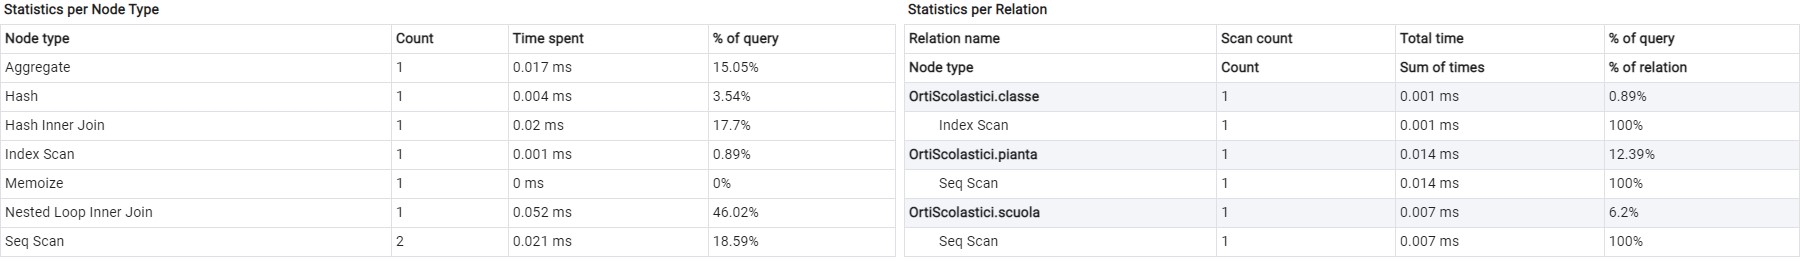 Statistics per Node Type
Node type Count Time spent % of query
Aggregate 1 0.017 ms 15.05%
Hash 1 0.004 ms 3.54%
Hash Inner Join 1 0.02 ms 17.7%
Index Scan 1 0.001 ms 0.89%
Memoize 1 0 ms 0%
Nested Loop Inner Join 1 0.052 ms 46.02%
Seq Scan 2 0.021 ms 18.59%
Statistics per Relation
Relation name Scan count Total time % of query
Node type Count Sum of times % of relation
OrtiScolastici.classe 1 0.001 ms 0.89%
Index Scan 1 0.001 ms 100%
OrtiScolastici.pianta 1 0.014 ms 12.39%
Seq Scan 1 0.014 ms 100%
OrtiScolastici.scuola 1 0.007 ms 6.2%
Seq Scan 1 0.007 ms 100%